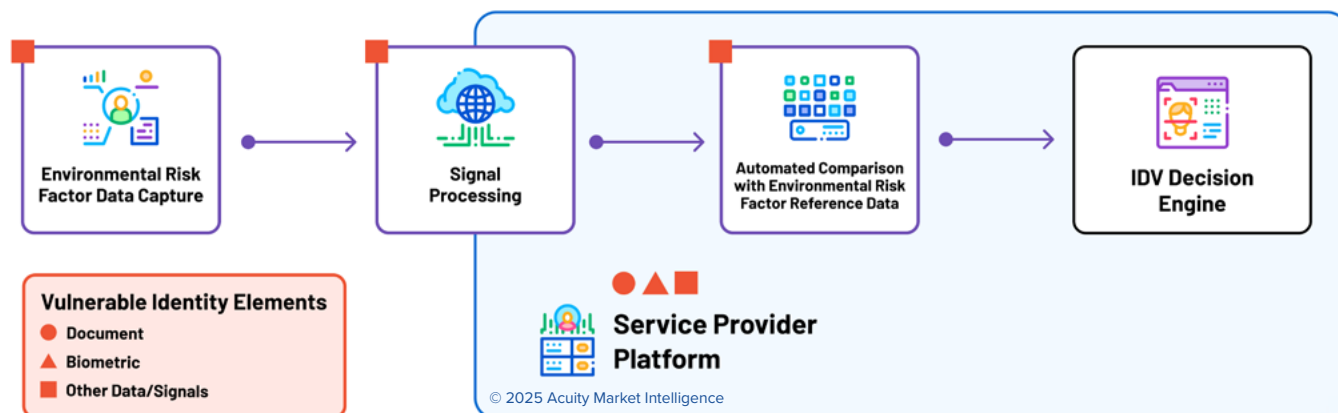 Environmental Risk
Factor Data Capture
Signal
Processing
Automated Comparison
with Environmental Risk
Factor Reference Data
IDV Decision
Engine
Vulnerable Identity Elements
Document
Biometric
Other Data/Signals
Service Provider
Platform
© 2025 Acuity Market Intelligence